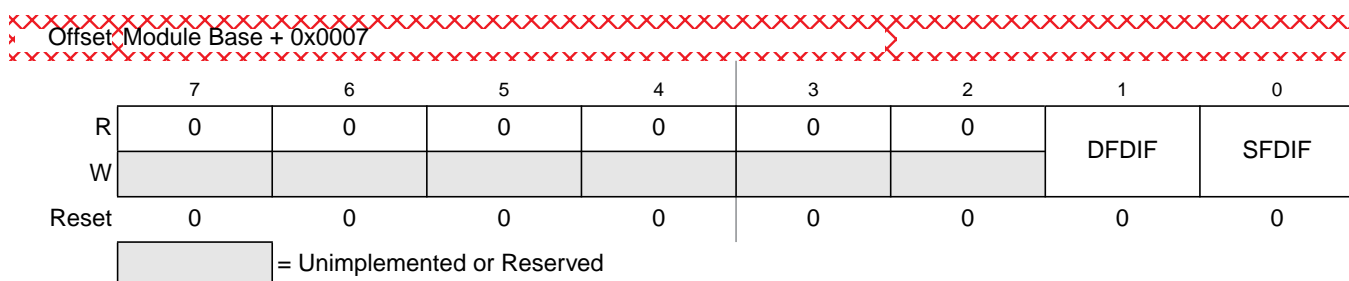 Offset Module Base + 0x0007
7 6 5 4 3 2 1 0
R 0 0 0 0 0 0 DFDIF SFDIF
W
Reset 0 0 0 0 0 0 0 0
= Unimplemented or Reserved